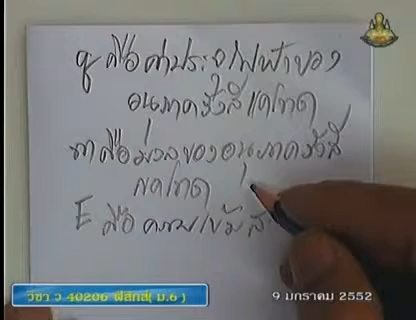 q คือค่าประจุไฟฟ้าของ
อนุภาครังสีแคโทด
m คือมวลของอนุภาครังสี
แคโทด
E คือความเข้มส
วิชา ว 40206 ฟิสิกส์( ม.6 )
9 มกราคม 2552